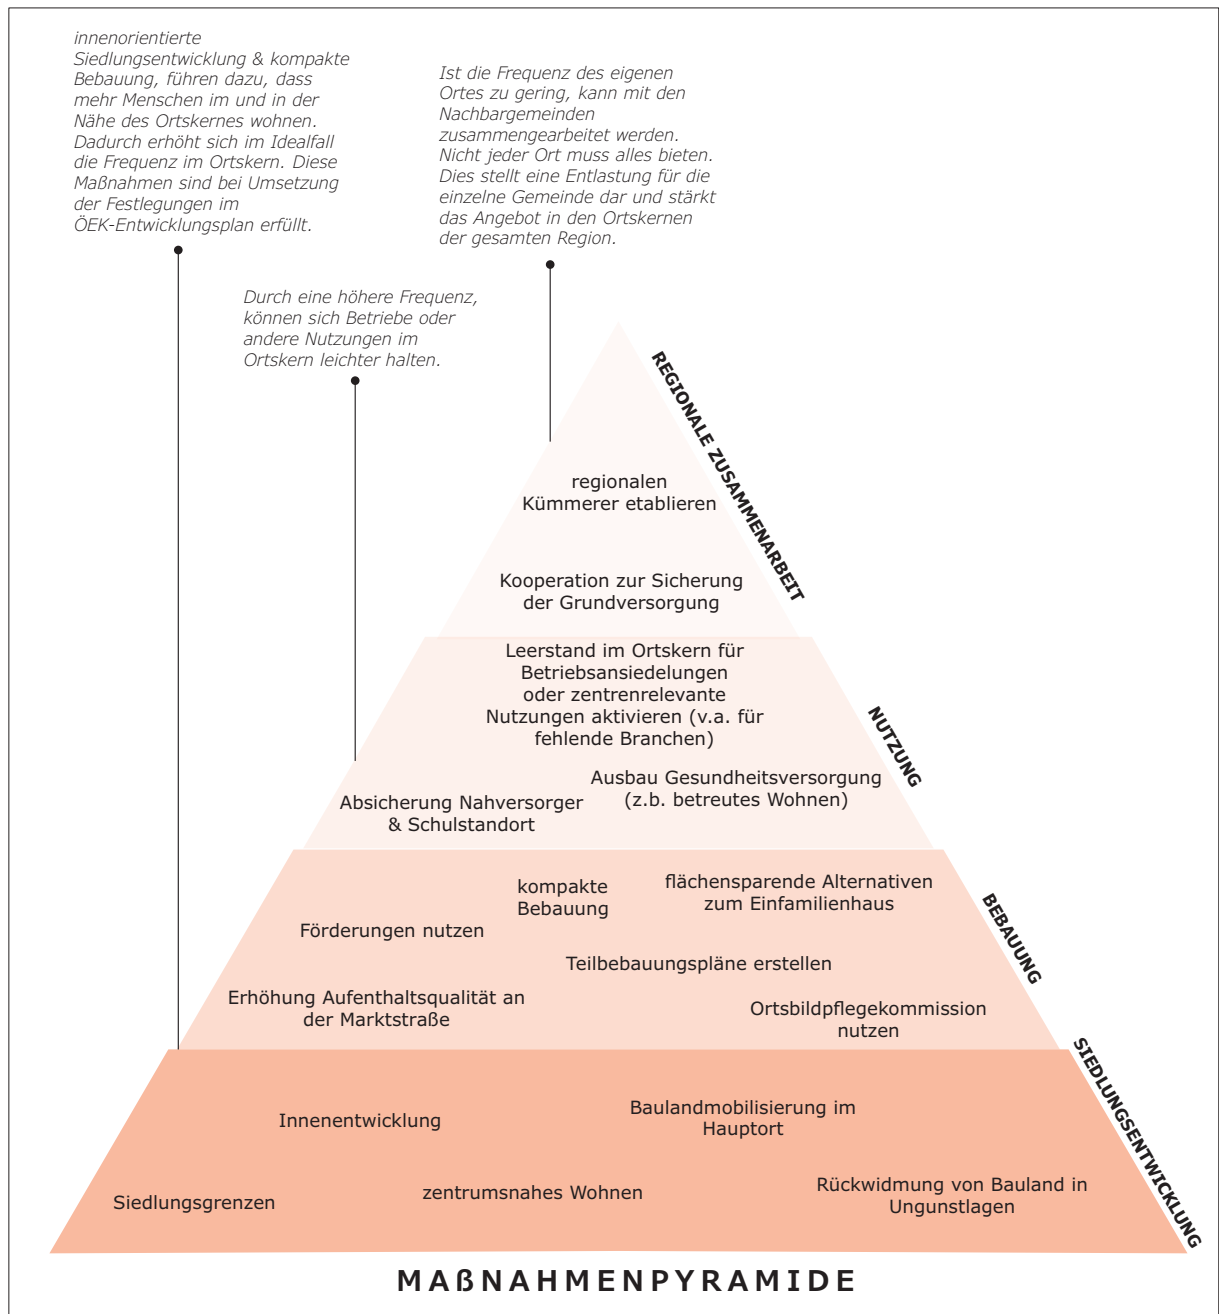 innenorientierte
Siedlungsentwicklung & kompakte
Bebauung, führen dazu, dass
mehr Menschen im und in der
Nähe des Ortskernes wohnen.
Dadurch erhöht sich im Idealfall
die Frequenz im Ortskern. Diese
Maßnahmen sind bei Umsetzung
der Festlegungen im
ÖEK-Entwicklungsplan erfüllt.
Ist die Frequenz des eigenen
Ortes zu gering, kann mit den
Nachbargemeinden
zusammengearbeitet werden.
Nicht jeder Ort muss alles bieten.
Dies stellt eine Entlastung für die
einzelne Gemeinde dar und stärkt
das Angebot in den Ortskernen
der gesamten Region.
Durch eine höhere Frequenz,
können sich Betriebe oder
andere Nutzungen im
Ortskern leichter halten.
REGIONALE ZUSAMMENARBEIT
regionalen
Kümmerer etablieren
Kooperation zur Sicherung
der Grundversorgung
NUTZUNG
Leerstand im Ortskern für
Betriebsansiedelungen
oder zentrenrelevante
Nutzungen aktivieren (v.a. für
fehlende Branchen)
Ausbau Gesundheitsversorgung
(z.b. betreutes Wohnen)
Absicherung Nahversorger
& Schulstandort
BEBAUUNG
kompakte
Bebauung
flächensparende Alternativen
zum Einfamilienhaus
Förderungen nutzen
Teilbebauungspläne erstellen
Erhöhung Aufenthaltsqualität an
der Marktstraße
Ortsbildpflegekommission
nutzen
SIEDLUNGSENTWICKLUNG
Innenentwicklung
Baulandmobilisierung im
Hauptort
Siedlungsgrenzen
zentrumsnahes Wohnen
Rückwidmung von Bauland in
Ungunstlagen
MAßNAHMENPYRAMIDE